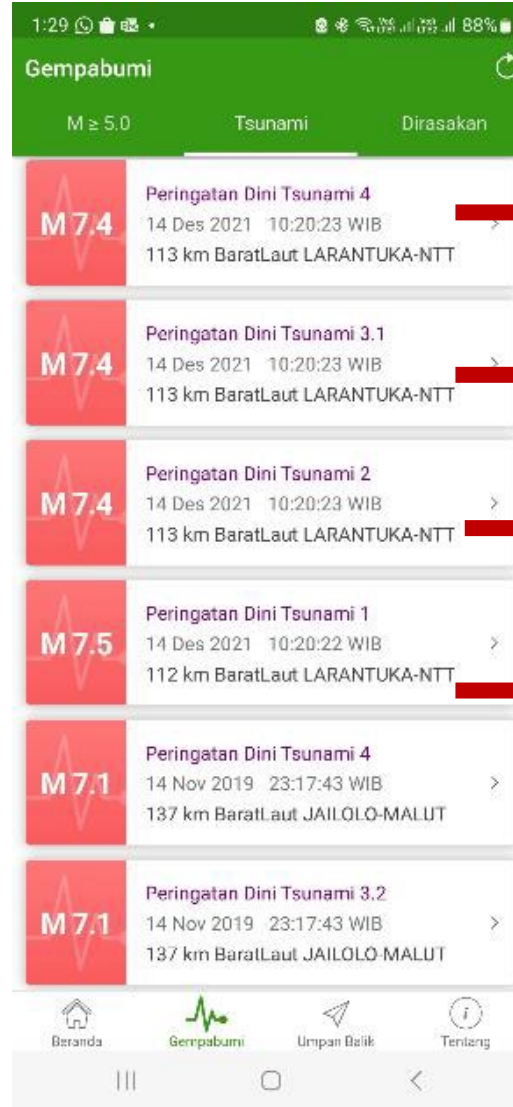 1:29 88%
Gempabumi
M ≥ 5.0 Tsunami Dirasakan
M 7.4
Peringatan Dini Tsunami 4
14 Des 2021 10:20:23 WIB
113 km BaratLaut LARANTUKA-NTT
M 7.4
Peringatan Dini Tsunami 3.1
14 Des 2021 10:20:23 WIB
113 km BaratLaut LARANTUKA-NTT
M 7.4
Peringatan Dini Tsunami 2
14 Des 2021 10:20:23 WIB
113 km BaratLaut LARANTUKA-NTT
M 7.5
Peringatan Dini Tsunami 1
14 Des 2021 10:20:22 WIB
112 km BaratLaut LARANTUKA-NTT
M 7.1
Peringatan Dini Tsunami 4
14 Nov 2019 23:17:43 WIB
137 km BaratLaut JAILOLO-MALUT
M 7.1
Peringatan Dini Tsunami 3.2
14 Nov 2019 23:17:43 WIB
137 km BaratLaut JAILOLO-MALUT
Beranda Gempabumi Umpan Balik Tentang